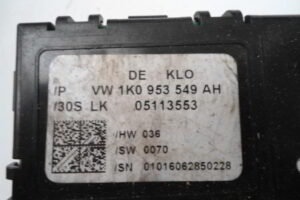 DE KLO
/P VW 1K0 953 549 AH
/30S LK 05113553
/HW 036
/SW 0070
/SN 01016062850228